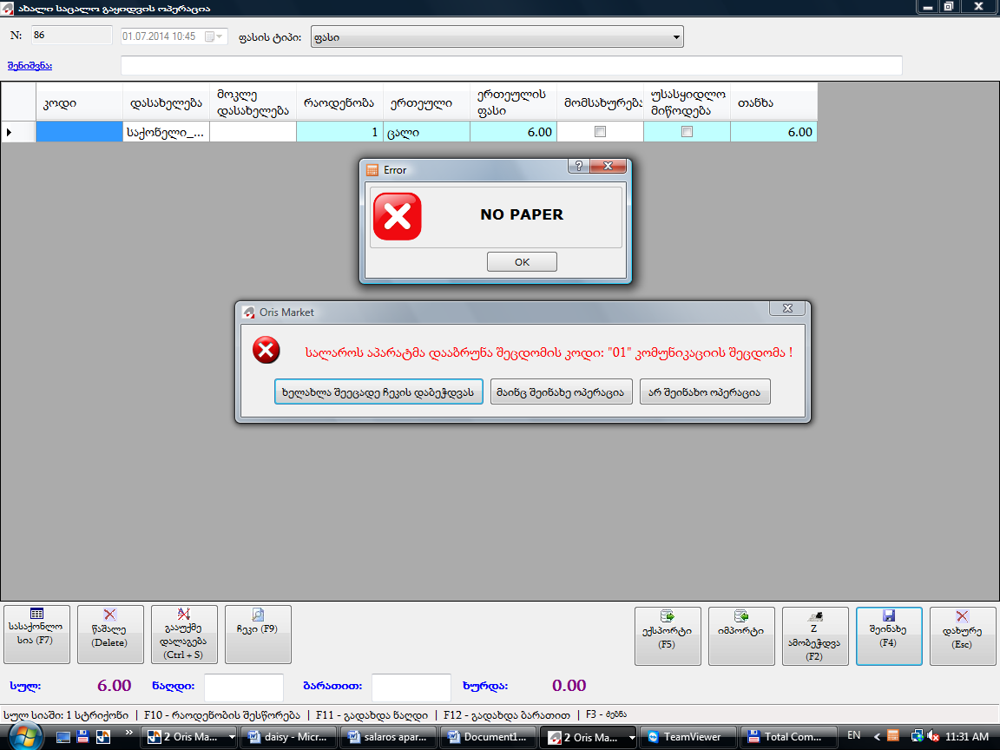 ახალი საცალო გაყიდვის ოპერაცია
N: 86 01.07.2014 10:45 ფასის ტიპი: ფასი
შენიშვნა:
კოდი დასახელება მოკლე დასახელება რაოდენობა ერთეული ერთეულის ფასი მომსახურება უსასყიდლო მიწოდება თანხა
საქონელი_... 1 ცალი 6.00 6.00
Error
NO PAPER
OK
Oris Market
სალაროს აპარატმა დააბრუნა შეცდომის კოდი: "01" კომუნიკაციის შეცდომა !
ხელახლა შეეცადე ჩეკის დაბეჭდვას მაინც შეინახე ოპერაცია არ შეინახო ოპერაცია
სასაქონლო სია (F7) წაშალე (Delete) გააუქმე დალაგება (Ctrl + S) ჩეკი (F9) ექსპორტი (F5) იმპორტი Z ამობეჭდვა (F2) შეინახე (F4) დახურე (Esc)
სულ: 6.00 ნაღდი: ბარათით: ხურდა: 0.00
სულ სიაში: 1 სტრიქონი | F10 - რაოდენობის შესწორება | F11 - გადახდა ნაღდი | F12 - გადახდა ბარათით | F3 - ძებნა
2 Oris Ma... daisy - Micr... salaros apar... Document1... 2 Oris Ma... TeamViewer Total Com... EN 11:31 AM